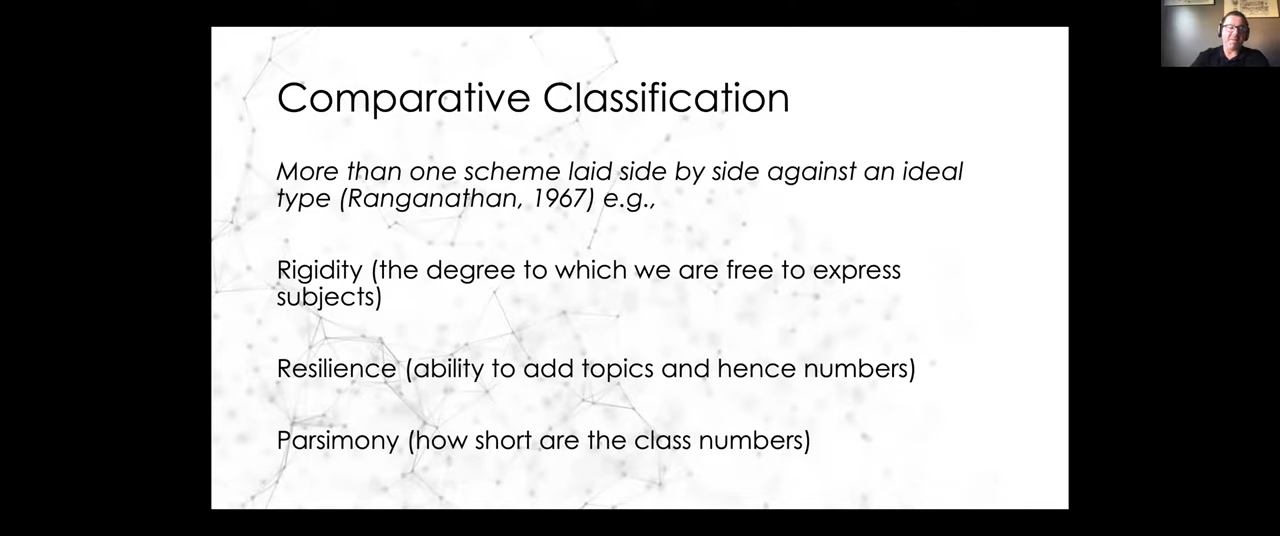 Comparative Classification
More than one scheme laid side by side against an ideal
type (Ranganathan, 1967) e.g.,
Rigidity (the degree to which we are free to express
subjects)
Resilience (ability to add topics and hence numbers)
Parsimony (how short are the class numbers)